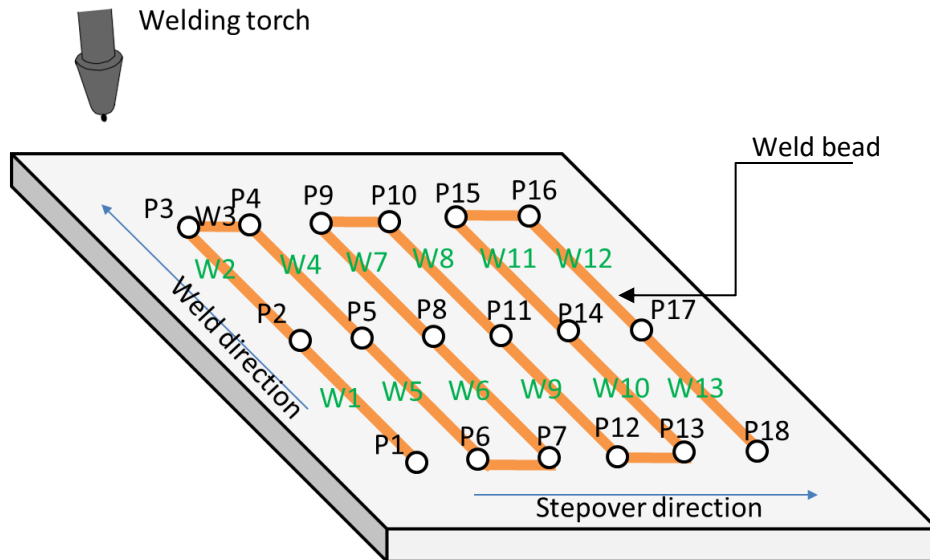 Welding torch
Weld bead
P3
W3
P4
P9
P10
P15
P16
W2
W4
W7
W8
W11
W12
Weld direction
P2
P5
P8
P11
P14
P17
W1
W5
W6
W9
W10
W13
P1
P6
P7
P12
P13
P18
Stepover direction